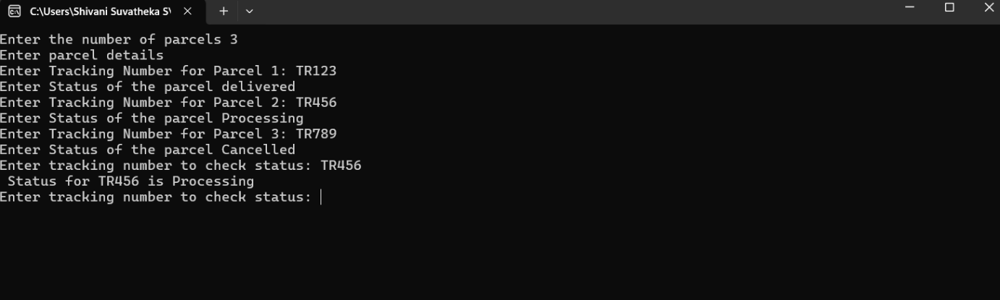 C:\Users\Shivani Suvatheka S\
Enter the number of parcels 3
Enter parcel details
Enter Tracking Number for Parcel 1: TR123
Enter Status of the parcel delivered
Enter Tracking Number for Parcel 2: TR456
Enter Status of the parcel Processing
Enter Tracking Number for Parcel 3: TR789
Enter Status of the parcel Cancelled
Enter tracking number to check status: TR456
 Status for TR456 is Processing
Enter tracking number to check status: